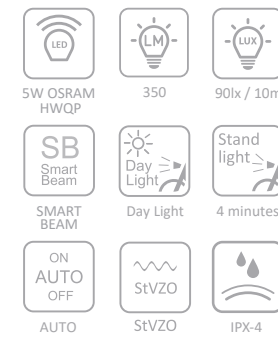 LED
LM
LUX
5W OSRAM
HWQP
350
90lx / 10m
SB
Smart
Beam
Day
Light
Stand
light
SMART
BEAM
Day Light
4 minutes
ON
AUTO
OFF
StVZO
AUTO
StVZO
IPX-4